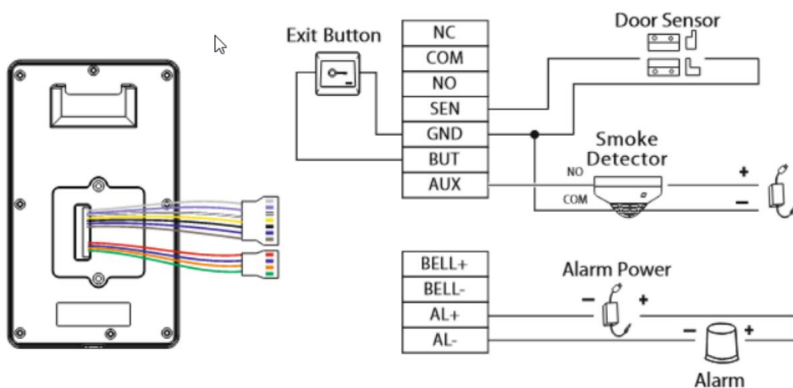 Exit Button
NC
COM
NO
SEN
GND
BUT
AUX
Door Sensor
Smoke
Detector
NO
COM
+
−
BELL+
BELL-
AL+
AL-
Alarm Power
− +
− +
Alarm